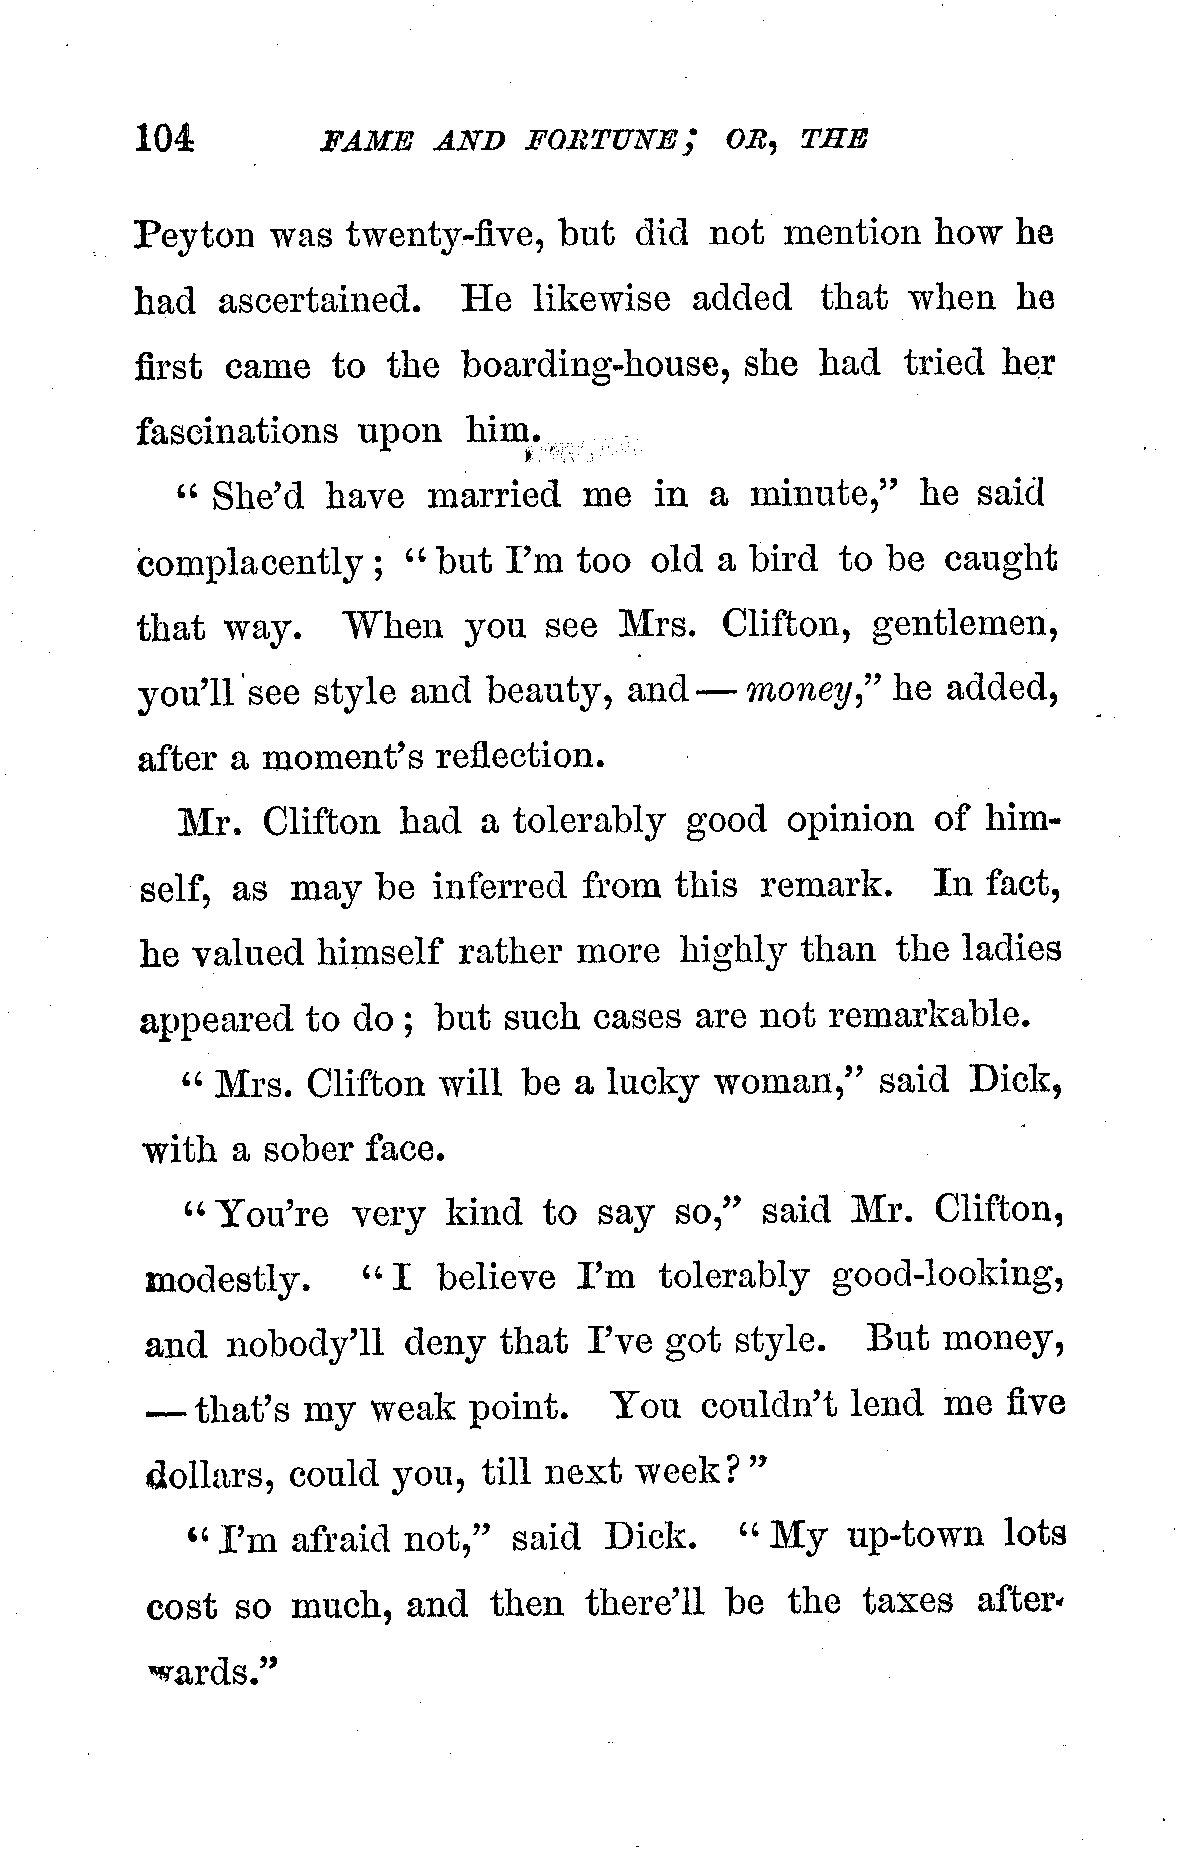 104 FAME AND FORTUNE; OR, THE
Peyton was twenty-five, but did not mention how he
had ascertained. He likewise added that when he
first came to the boarding-house, she had tried her
fascinations upon him.
“She’d have married me in a minute,” he said
complacently; “but I’m too old a bird to be caught
that way. When you see Mrs. Clifton, gentlemen,
you’ll see style and beauty, and—money,” he added,
after a moment’s reflection.
Mr. Clifton had a tolerably good opinion of him-
self, as may be inferred from this remark. In fact,
he valued himself rather more highly than the ladies
appeared to do; but such cases are not remarkable.
“Mrs. Clifton will be a lucky woman,” said Dick,
with a sober face.
“You’re very kind to say so,” said Mr. Clifton,
modestly. “I believe I’m tolerably good-looking,
and nobody’ll deny that I’ve got style. But money,
—that’s my weak point. You couldn’t lend me five
dollars, could you, till next week?”
“I’m afraid not,” said Dick. “My up-town lots
cost so much, and then there’ll be the taxes after-
wards.”